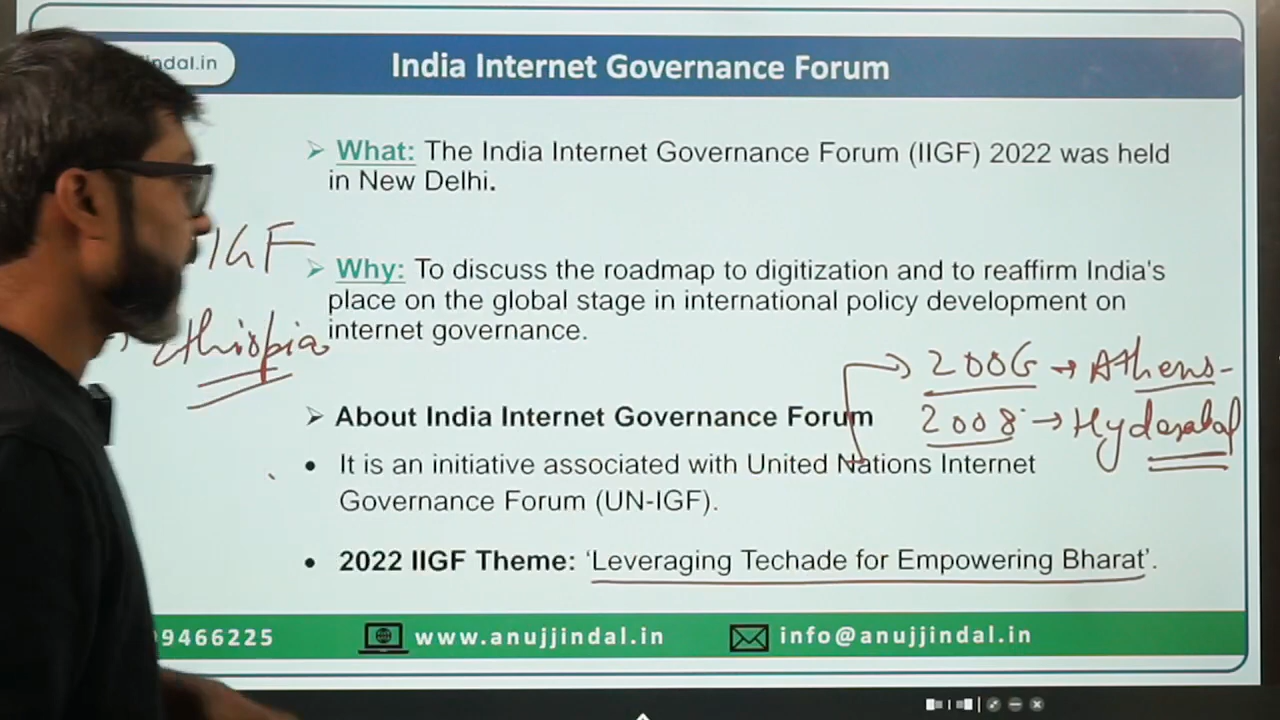 ndal.in
India Internet Governance Forum
➤ What: The India Internet Governance Forum (IIGF) 2022 was held
in New Delhi.
IGF
➤ Why: To discuss the roadmap to digitization and to reaffirm India's
place on the global stage in international policy development on
internet governance.
Ethiopia
2006 → Athens-
➤ About India Internet Governance Forum
2008 → Hyderabad
• It is an initiative associated with United Nations Internet
Governance Forum (UN-IGF).
• 2022 IIGF Theme: ‘Leveraging Techade for Empowering Bharat’.
9466225
www.anujjindal.in
info@anujjindal.in